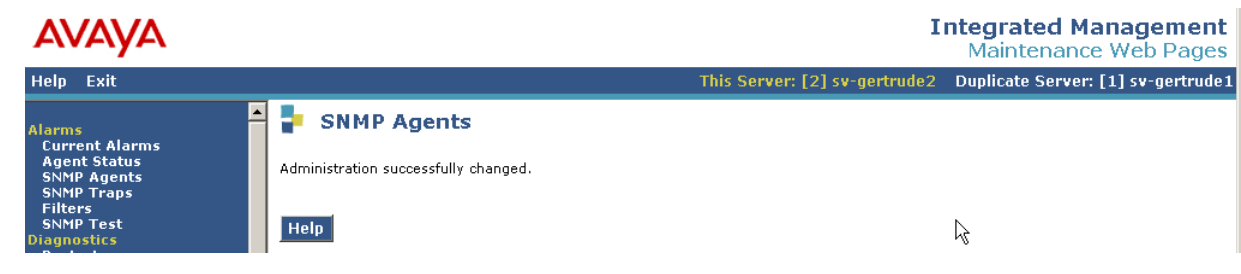 AVAYA
Integrated Management
Maintenance Web Pages
Help Exit
This Server: [2] sv-gertrude2 Duplicate Server: [1] sv-gertrude1
Alarms
Current Alarms
Agent Status
SNMP Agents
SNMP Traps
Filters
SNMP Test
Diagnostics
SNMP Agents
Administration successfully changed.
Help